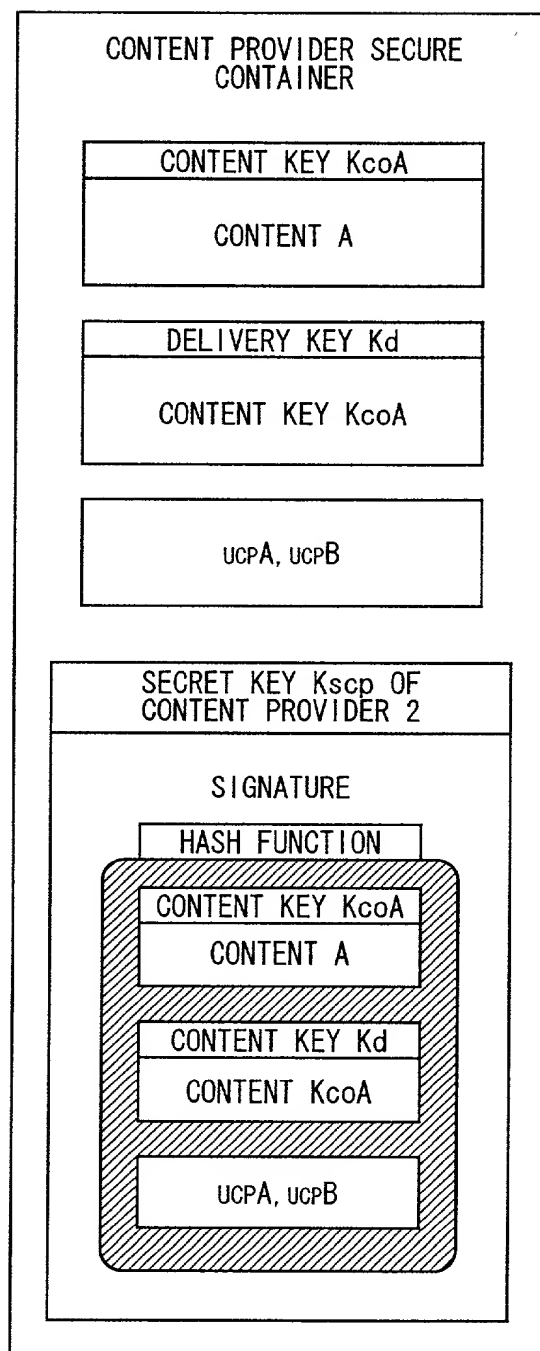 CONTENT PROVIDER SECURE
CONTAINER
CONTENT KEY KcoA
CONTENT A
DELIVERY KEY Kd
CONTENT KEY KcoA
UCPA, UCPB
SECRET KEY Kscp OF
CONTENT PROVIDER 2
SIGNATURE
HASH FUNCTION
CONTENT KEY KcoA
CONTENT A
CONTENT KEY Kd
CONTENT KcoA
UCPA, UCPB